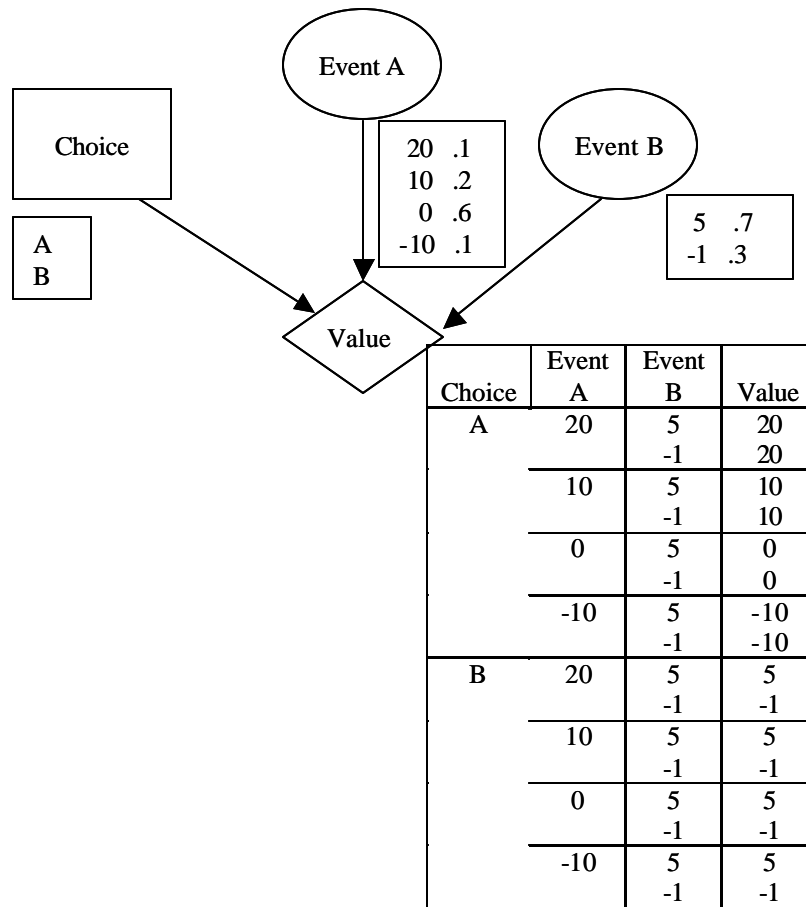 Event A
Choice
Event B
20 .1
10 .2
0 .6
-10 .1
5 .7
-1 .3
A
B
Value
Event Event
Choice A B Value
A 20 5 20
-1 20
10 5 10
-1 10
0 5 0
-1 0
-10 5 -10
-1 -10
B 20 5 5
-1 -1
10 5 5
-1 -1
0 5 5
-1 -1
-10 5 5
-1 -1